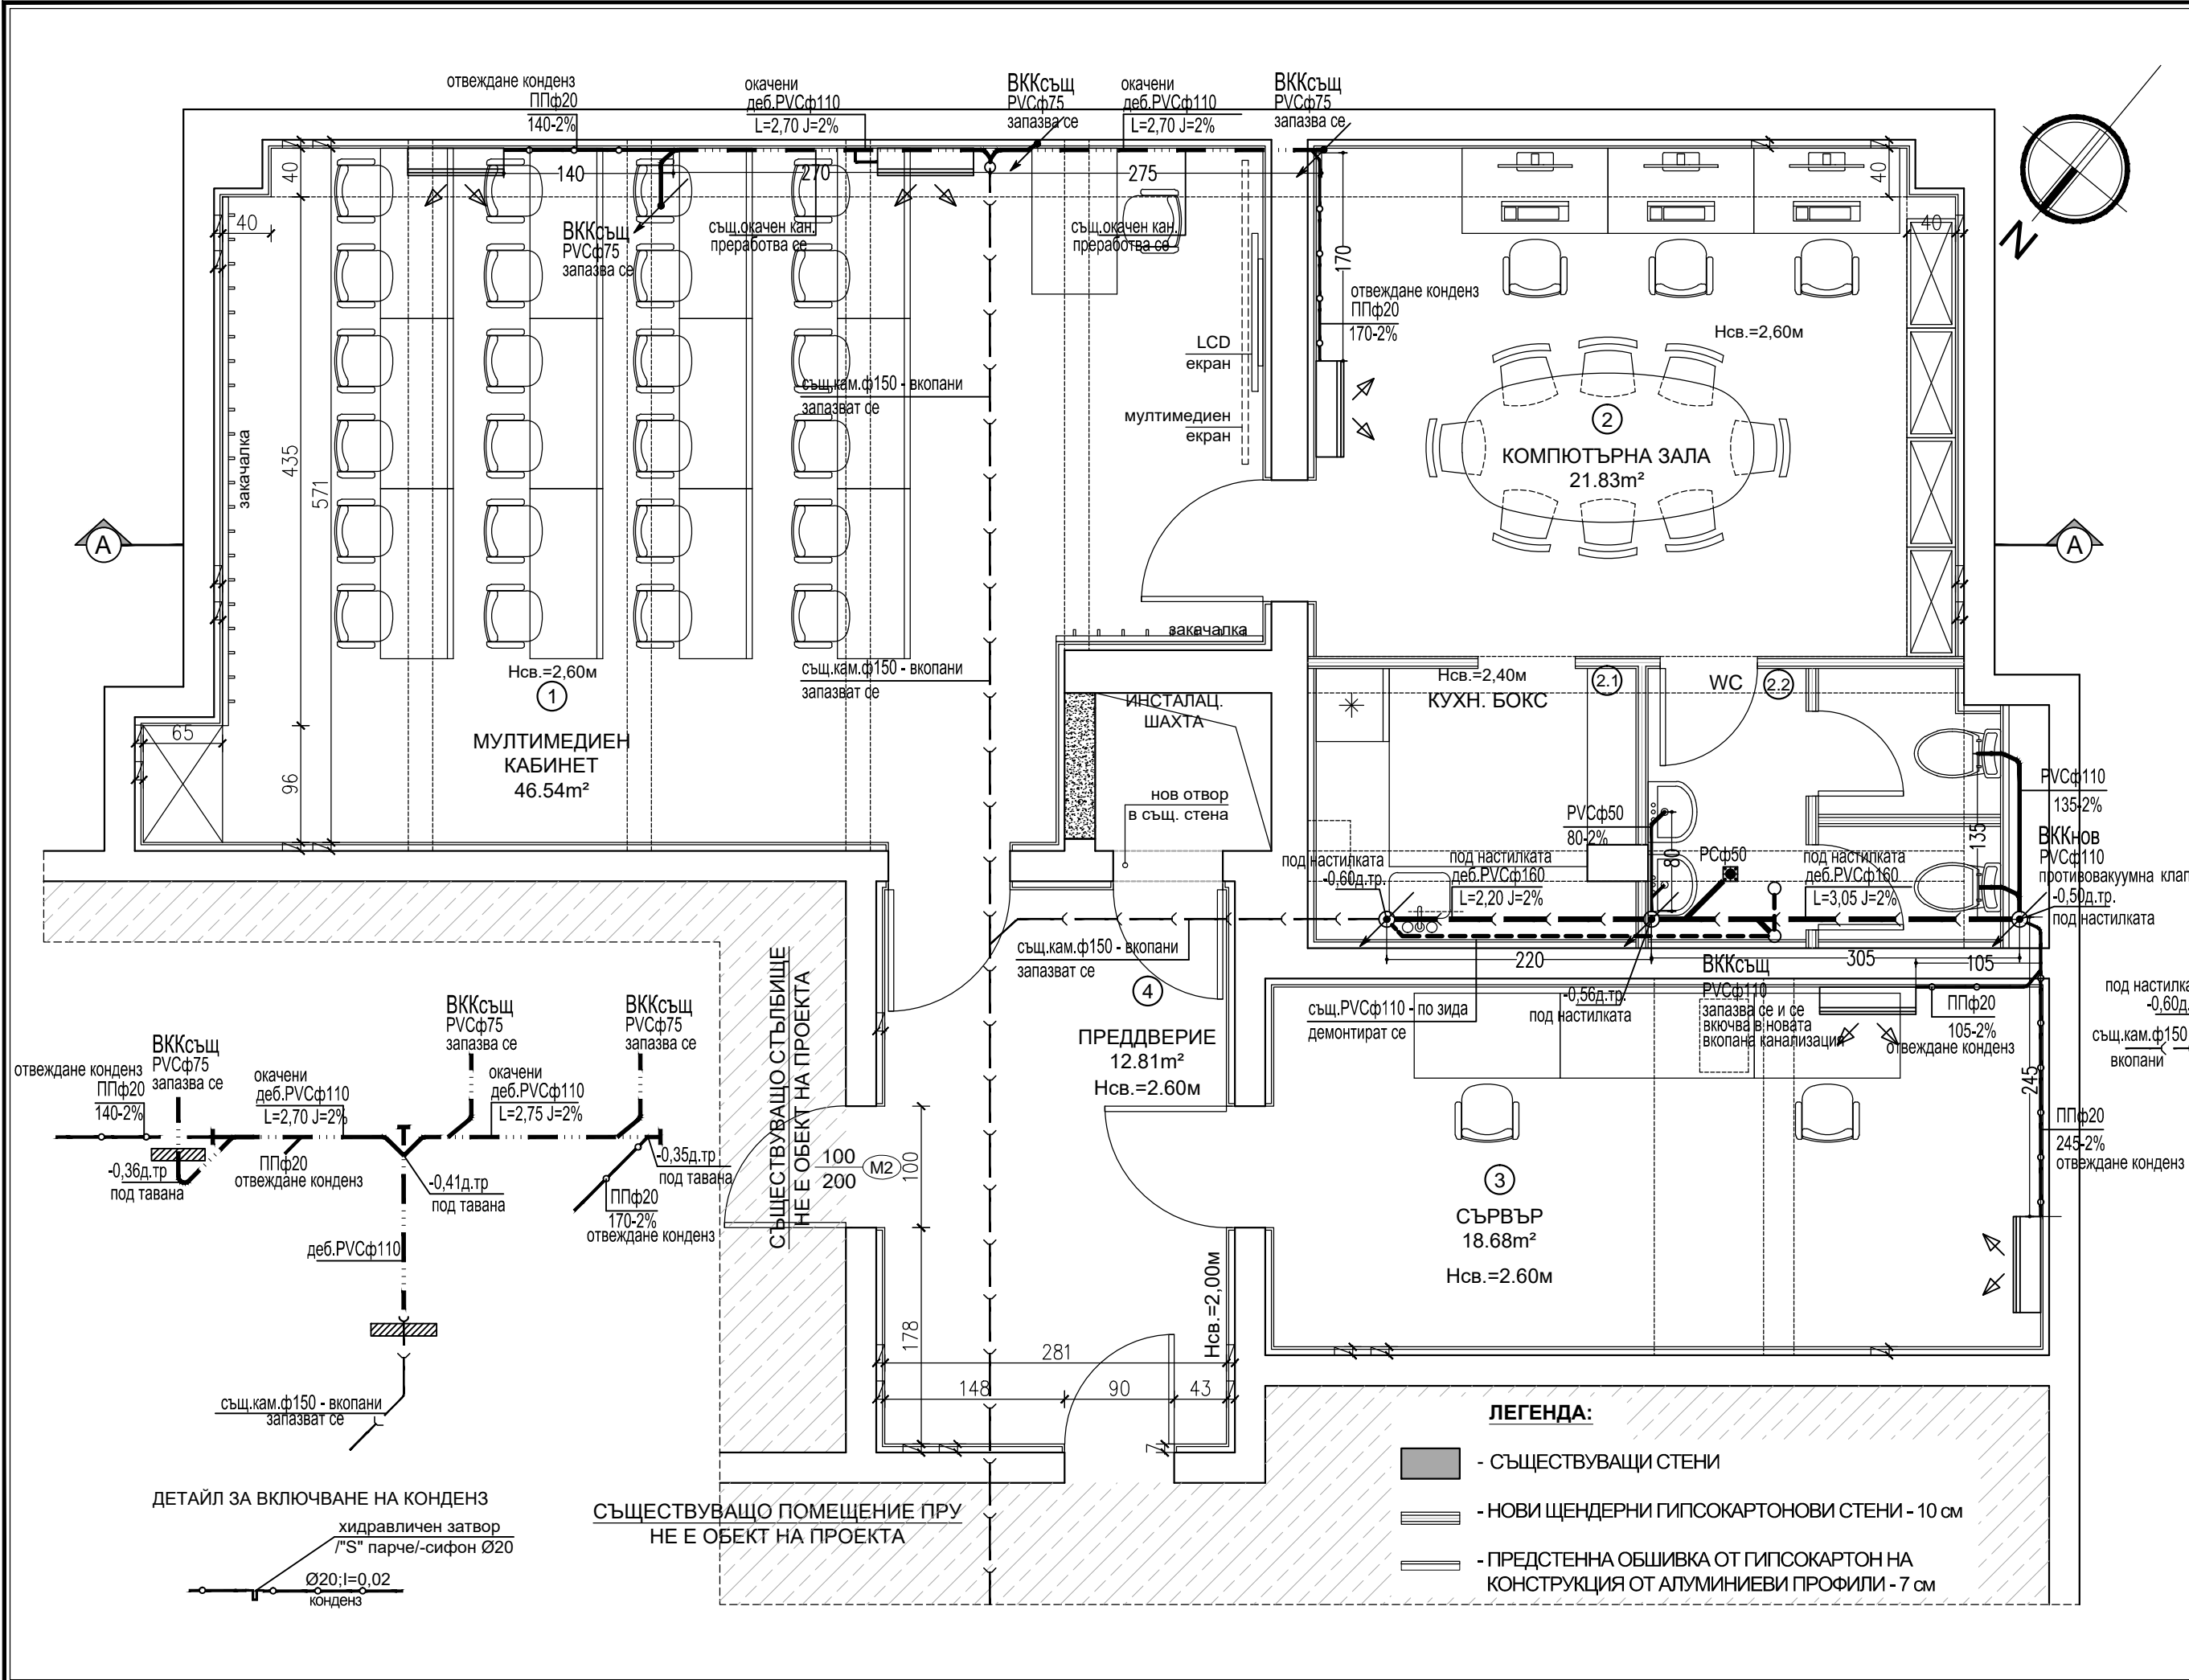 отвеждане конденз
ППф20
140-2%
окачени
деб.PVCф110
L=2,70 J=2%
ВККсъщ
PVCф75
запазва се
окачени
деб.PVCф110
L=2,70 J=2%
ВККсъщ
PVCф75
запазва се
N
40
140
270
275
40
40
40
ВККсъщ
PVCф75
запазва се
същ.окачен кан.
преработва се
същ.окачен кан.
преработва се
170
отвеждане конденз
ППф20
170-2%
Нсв.=2,60м
LCD
екран
същ.кам.ф150 - вкопани
запазват се
мултимедиен
екран
2
КОМПЮТЪРНА ЗАЛА
21.83m²
закачалка
435
571
A
A
закачалка
същ.кам.ф150 - вкопани
запазват се
Нсв.=2,60м
1
МУЛТИМЕДИЕН
КАБИНЕТ
46.54m²
65
96
ИНСТАЛАЦ.
ШАХТА
нов отвор
в същ. стена
Нсв.=2,40м
2.1
КУХН. БОКС
WC
2.2
PVCф50
80-2%
80
РСф50
PVCф110
135-2%
135
ВККнов
PVCф110
противовакуумна клап
-0,50д.тр.
под настилката
под настилката
-0,60д.тр.
под настилката
деб.PVCф160
L=2,20 J=2%
под настилката
деб.PVCф160
L=3,05 J=2%
същ.кам.ф150 - вкопани
запазват се
220
305
105
СЪЩЕСТВУВАЩО СТЪЛБИЩЕ
НЕ Е ОБЕКТ НА ПРОЕКТА
4
ПРЕДДВЕРИЕ
12.81m²
Нсв.=2.60м
същ.PVCф110 - по зида
демонтират се
-0,56д.тр.
под настилката
ВККсъщ
PVCф110
запазва се и се
вкючва в новата
вкопана канализация
ППф20
105-2%
отвеждане конденз
под настилка
-0,60д.
същ.кам.ф150
вкопани
245
ППф20
245-2%
отвеждане конденз
отвеждане конденз
ППф20
140-2%
ВККсъщ
PVCф75
запазва се
окачени
деб.PVCф110
L=2,70 J=2%
ВККсъщ
PVCф75
запазва се
окачени
деб.PVCф110
L=2,75 J=2%
ВККсъщ
PVCф75
запазва се
-0,36д.тр
под тавана
ППф20
отвеждане конденз
-0,41д.тр
под тавана
-0,35д.тр
под тавана
ППф20
170-2%
отвеждане конденз
деб.PVCф110
същ.кам.ф150 - вкопани
запазват се
100
200
M2
100
178
3
СЪРВЪР
18.68m²
Нсв.=2.60м
Нсв.=2,00м
281
148
90
43
7
ДЕТАЙЛ ЗА ВКЛЮЧВАНЕ НА КОНДЕНЗ
хидравличен затвор
/"S" парче/-сифон Ø20
Ø20;I=0,02
конденз
СЪЩЕСТВУВАЩО ПОМЕЩЕНИЕ ПРУ
НЕ Е ОБЕКТ НА ПРОЕКТА
ЛЕГЕНДА:
- СЪЩЕСТВУВАЩИ СТЕНИ
- НОВИ ЩЕНДЕРНИ ГИПСОКАРТОНОВИ СТЕНИ - 10 см
- ПРЕДСТЕННА ОБШИВКА ОТ ГИПСОКАРТОН НА
КОНСТРУКЦИЯ ОТ АЛУМИНИЕВИ ПРОФИЛИ - 7 см